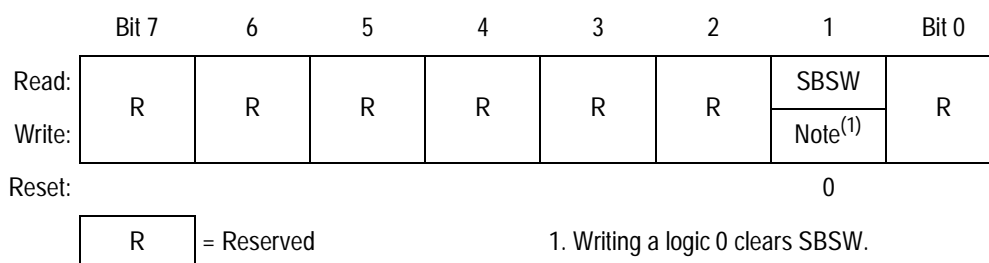 Bit 7 6 5 4 3 2 1 Bit 0
Read: SBSW
R R R R R R R
Write: Note(1)
Reset: 0
R = Reserved 1. Writing a logic 0 clears SBSW.